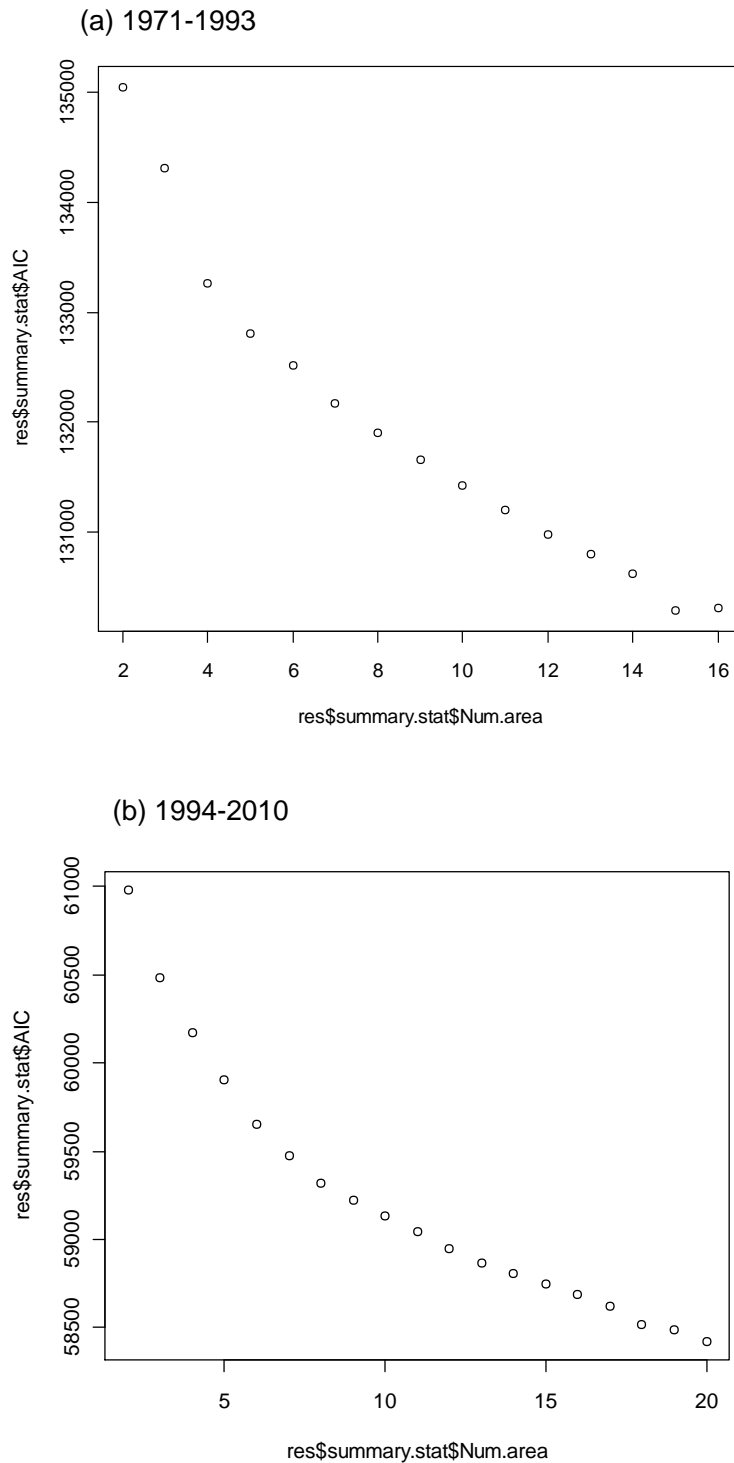 (a) 1971-1993
135000
134000
133000
132000
131000
res$summary.stat$AIC
2 4 6 8 10 12 14 16
res$summary.stat$Num.area
(b) 1994-2010
61000
60500
60000
59500
59000
58500
res$summary.stat$AIC
5 10 15 20
res$summary.stat$Num.area